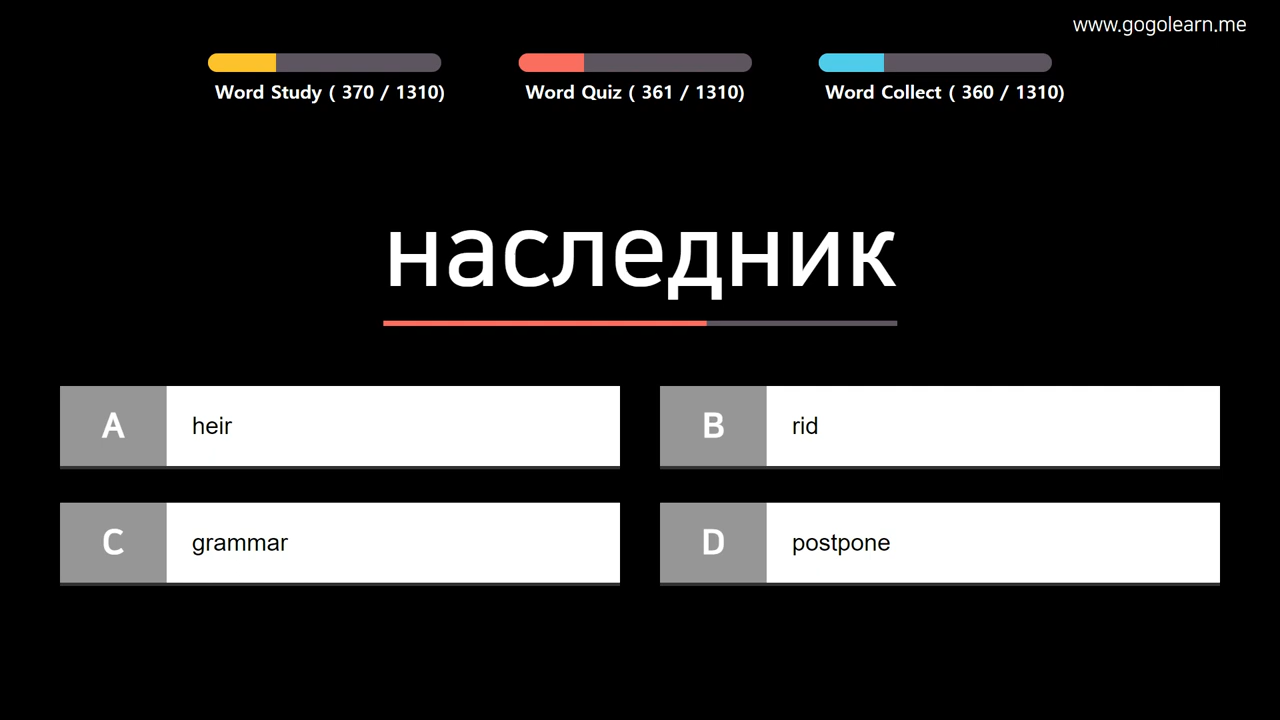 www.gogolearn.me
Word Study ( 370 / 1310)
Word Quiz ( 361 / 1310)
Word Collect ( 360 / 1310)
наследник
A heir
B rid
C grammar
D postpone